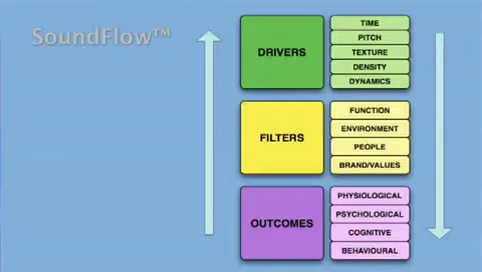 SoundFlow™
DRIVERS
TIME
PITCH
TEXTURE
DENSITY
DYNAMICS
FILTERS
FUNCTION
ENVIRONMENT
PEOPLE
BRAND/VALUES
OUTCOMES
PHYSIOLOGICAL
PSYCHOLOGICAL
COGNITIVE
BEHAVIOURAL